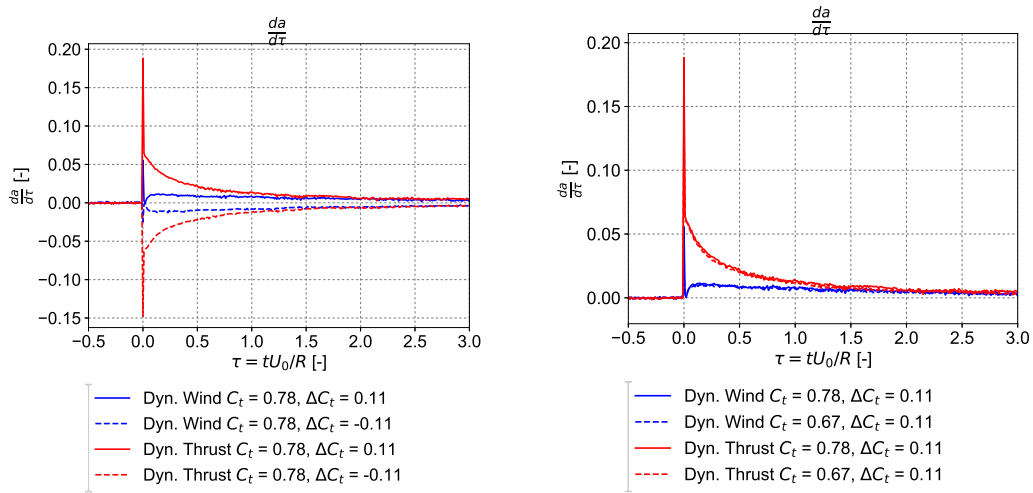 da
dτ
0.20
0.15
0.10
0.05
0.00
−0.05
−0.10
−0.15
da
dτ [-]
−0.5 0.0 0.5 1.0 1.5 2.0 2.5 3.0
τ = tU₀/R [-]
Dyn. Wind Cₜ = 0.78, ΔCₜ = 0.11
Dyn. Wind Cₜ = 0.78, ΔCₜ = -0.11
Dyn. Thrust Cₜ = 0.78, ΔCₜ = 0.11
Dyn. Thrust Cₜ = 0.78, ΔCₜ = -0.11
da
dτ
0.20
0.15
0.10
0.05
0.00
da
dτ [-]
−0.5 0.0 0.5 1.0 1.5 2.0 2.5 3.0
τ = tU₀/R [-]
Dyn. Wind Cₜ = 0.78, ΔCₜ = 0.11
Dyn. Wind Cₜ = 0.67, ΔCₜ = 0.11
Dyn. Thrust Cₜ = 0.78, ΔCₜ = 0.11
Dyn. Thrust Cₜ = 0.67, ΔCₜ = 0.11